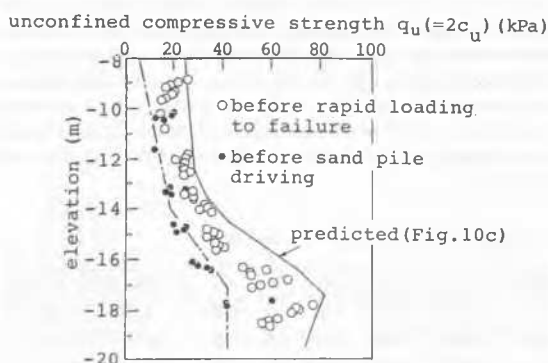 unconfined compressive strength q_u(=2c_u)(kPa)
0 20 40 60 80 100
-8
-10
-12
-14
-16
-18
-20
elevation (m)
○before rapid loading
to failure
•before sand pile
driving
predicted(Fig.10c)